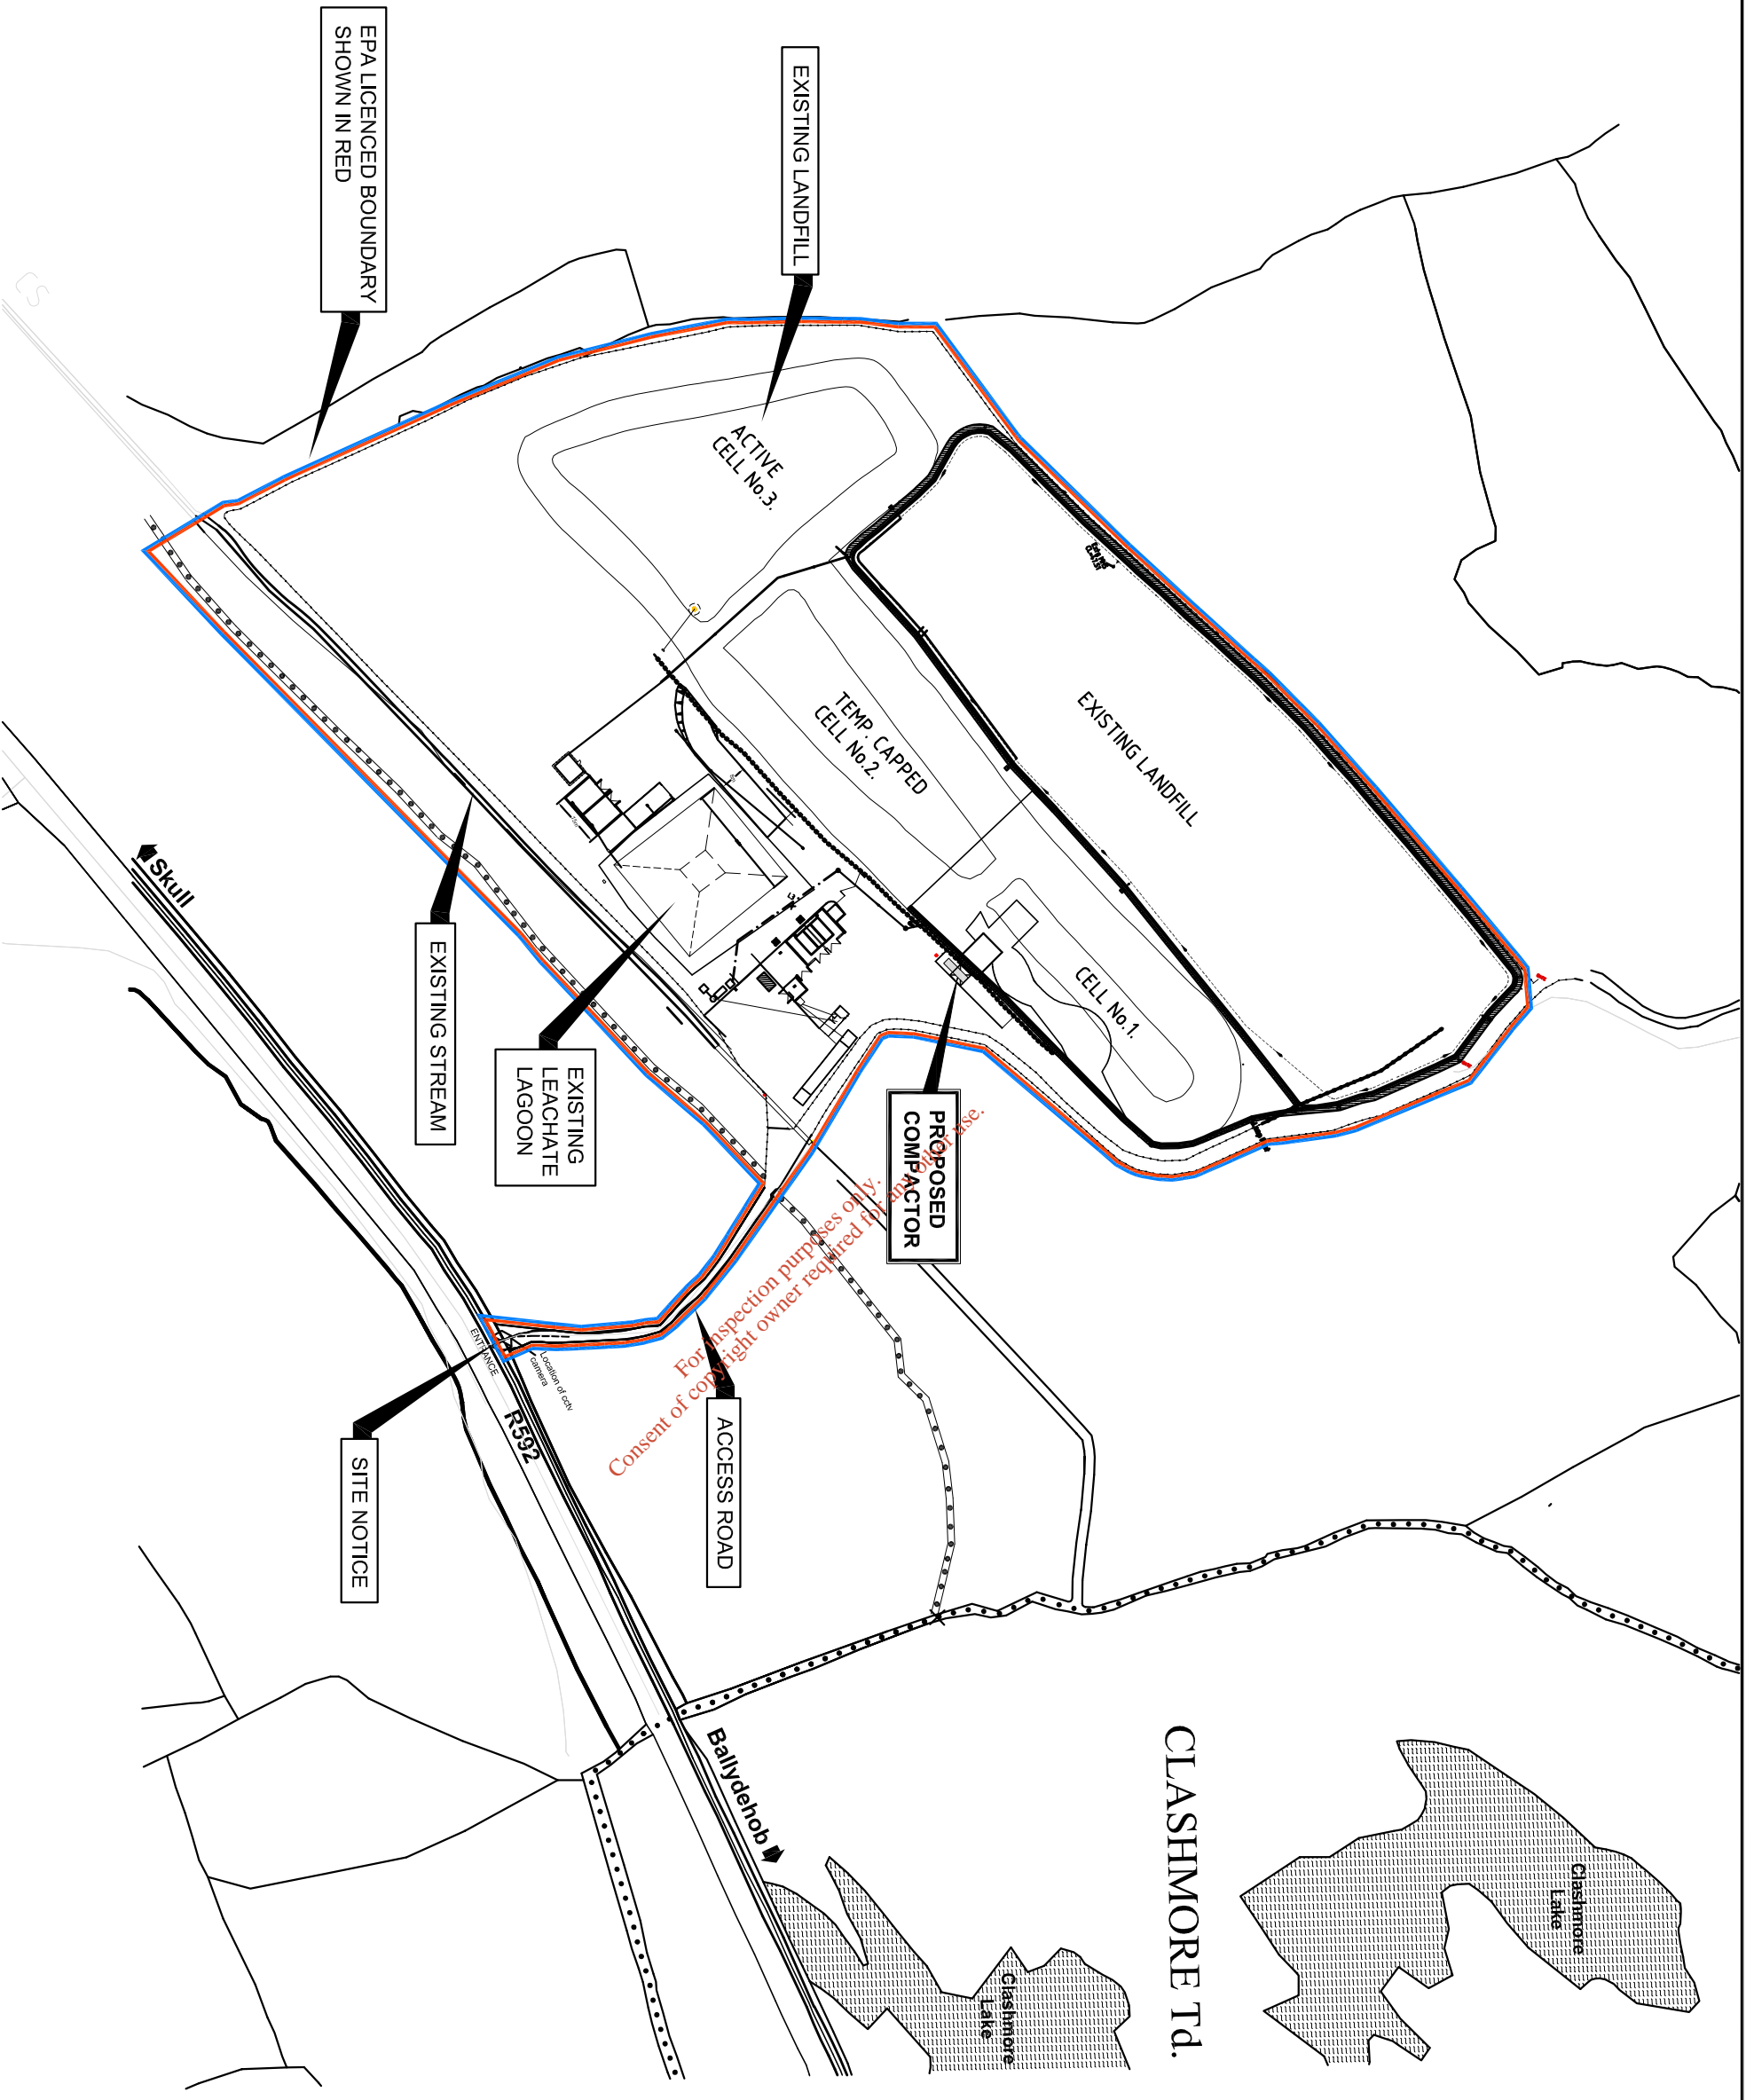 EPA LICENCED BOUNDARY
SHOWN IN RED
EXISTING LANDFILL
ACTIVE
CELL No.3.
EXISTING LANDFILL
TEMP. CAPPED
CELL No.2.
CELL No.1.
Skull
EXISTING STREAM
EXISTING
LEACHATE
LAGOON
PROPOSED
COMPACTOR
For inspection purposes only.
Consent of copyright owner required for any other use.
ENTRANCE
Location of cctv
camera
R592
ACCESS ROAD
SITE NOTICE
Ballydehob
CLASHMORE Td.
Clashmore
Lake
Clashmore
Lake